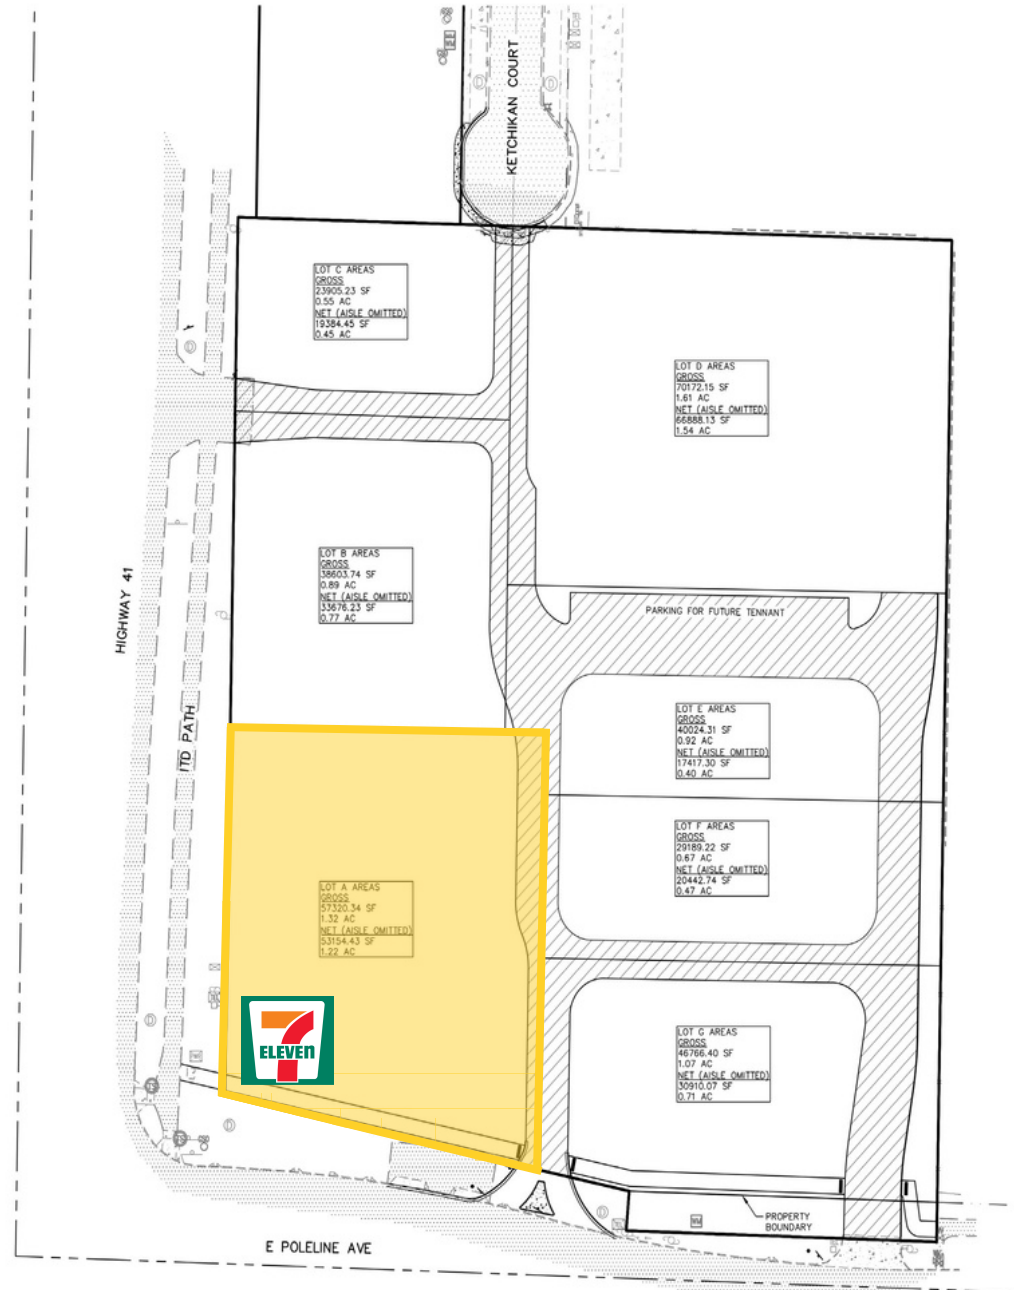 KETCHIKAN COURT
LOT C AREAS
GROSS
23905.23 SF
0.55 AC
NET (AISLE OMITTED)
19384.45 SF
0.45 AC
LOT D AREAS
GROSS
70172.15 SF
1.61 AC
NET (AISLE OMITTED)
66888.13 SF
1.54 AC
LOT B AREAS
GROSS
38603.74 SF
0.89 AC
NET (AISLE OMITTED)
33676.23 SF
0.77 AC
HIGHWAY 41
PARKING FOR FUTURE TENNANT
ITD PATH
LOT E AREAS
GROSS
40024.31 SF
0.92 AC
NET (AISLE OMITTED)
17417.30 SF
0.40 AC
LOT F AREAS
GROSS
29189.22 SF
0.67 AC
NET (AISLE OMITTED)
20442.74 SF
0.47 AC
LOT A AREAS
GROSS
57320.34 SF
1.32 AC
NET (AISLE OMITTED)
53154.43 SF
1.22 AC
7
ELEVEN
LOT G AREAS
GROSS
46766.40 SF
1.07 AC
NET (AISLE OMITTED)
30910.07 SF
0.71 AC
PROPERTY
BOUNDARY
E POLELINE AVE